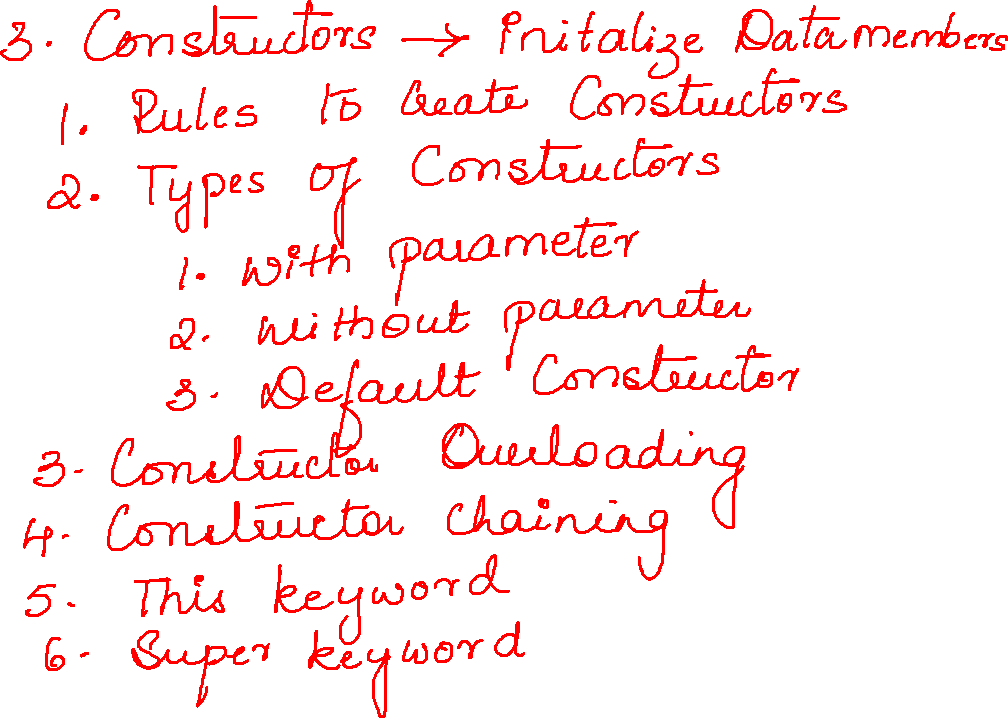 3. Constructors → Initalize Datamembers
1. Rules to Create Constructors
2. Types of Constructors
1. With parameter
2. Without parameter
3. Default Constructor
3. Constructor Overloading
4. Constructor chaining
5. This keyword
6. Super keyword